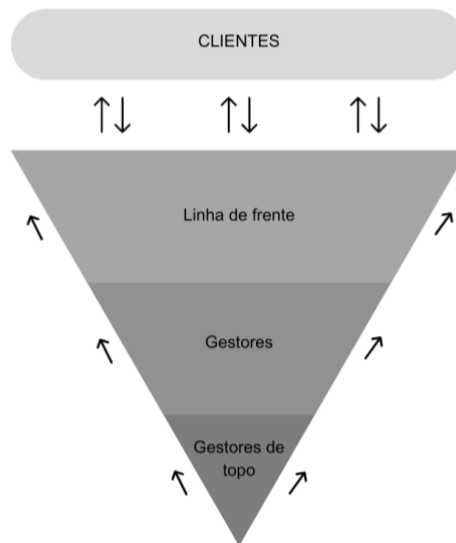 CLIENTES
Linha de frente
Gestores
Gestores de
topo